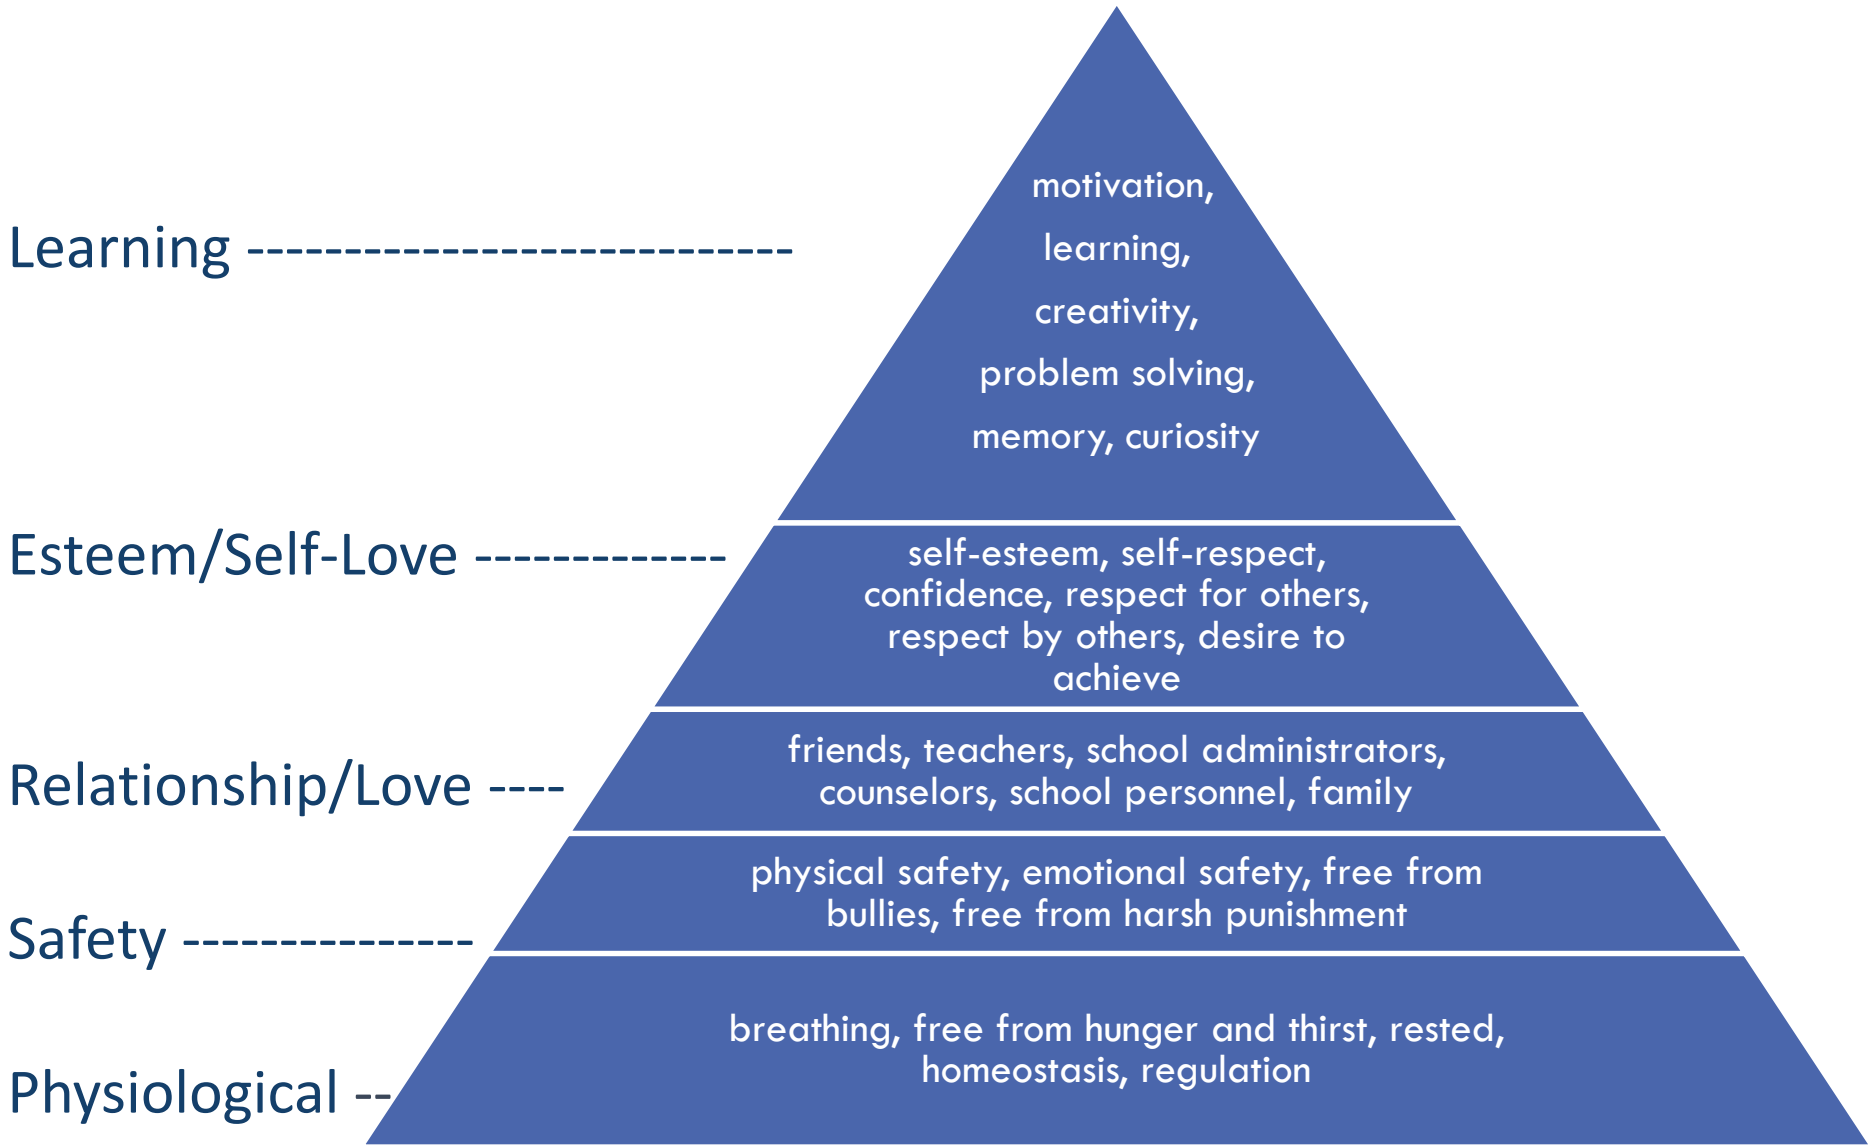 Learning ----------------------------
motivation,
learning,
creativity,
problem solving,
memory, curiosity
Esteem/Self-Love -------------
self-esteem, self-respect,
confidence, respect for others,
respect by others, desire to
achieve
Relationship/Love ----
friends, teachers, school administrators,
counselors, school personnel, family
Safety ---------------
physical safety, emotional safety, free from
bullies, free from harsh punishment
Physiological --
breathing, free from hunger and thirst, rested,
homeostasis, regulation